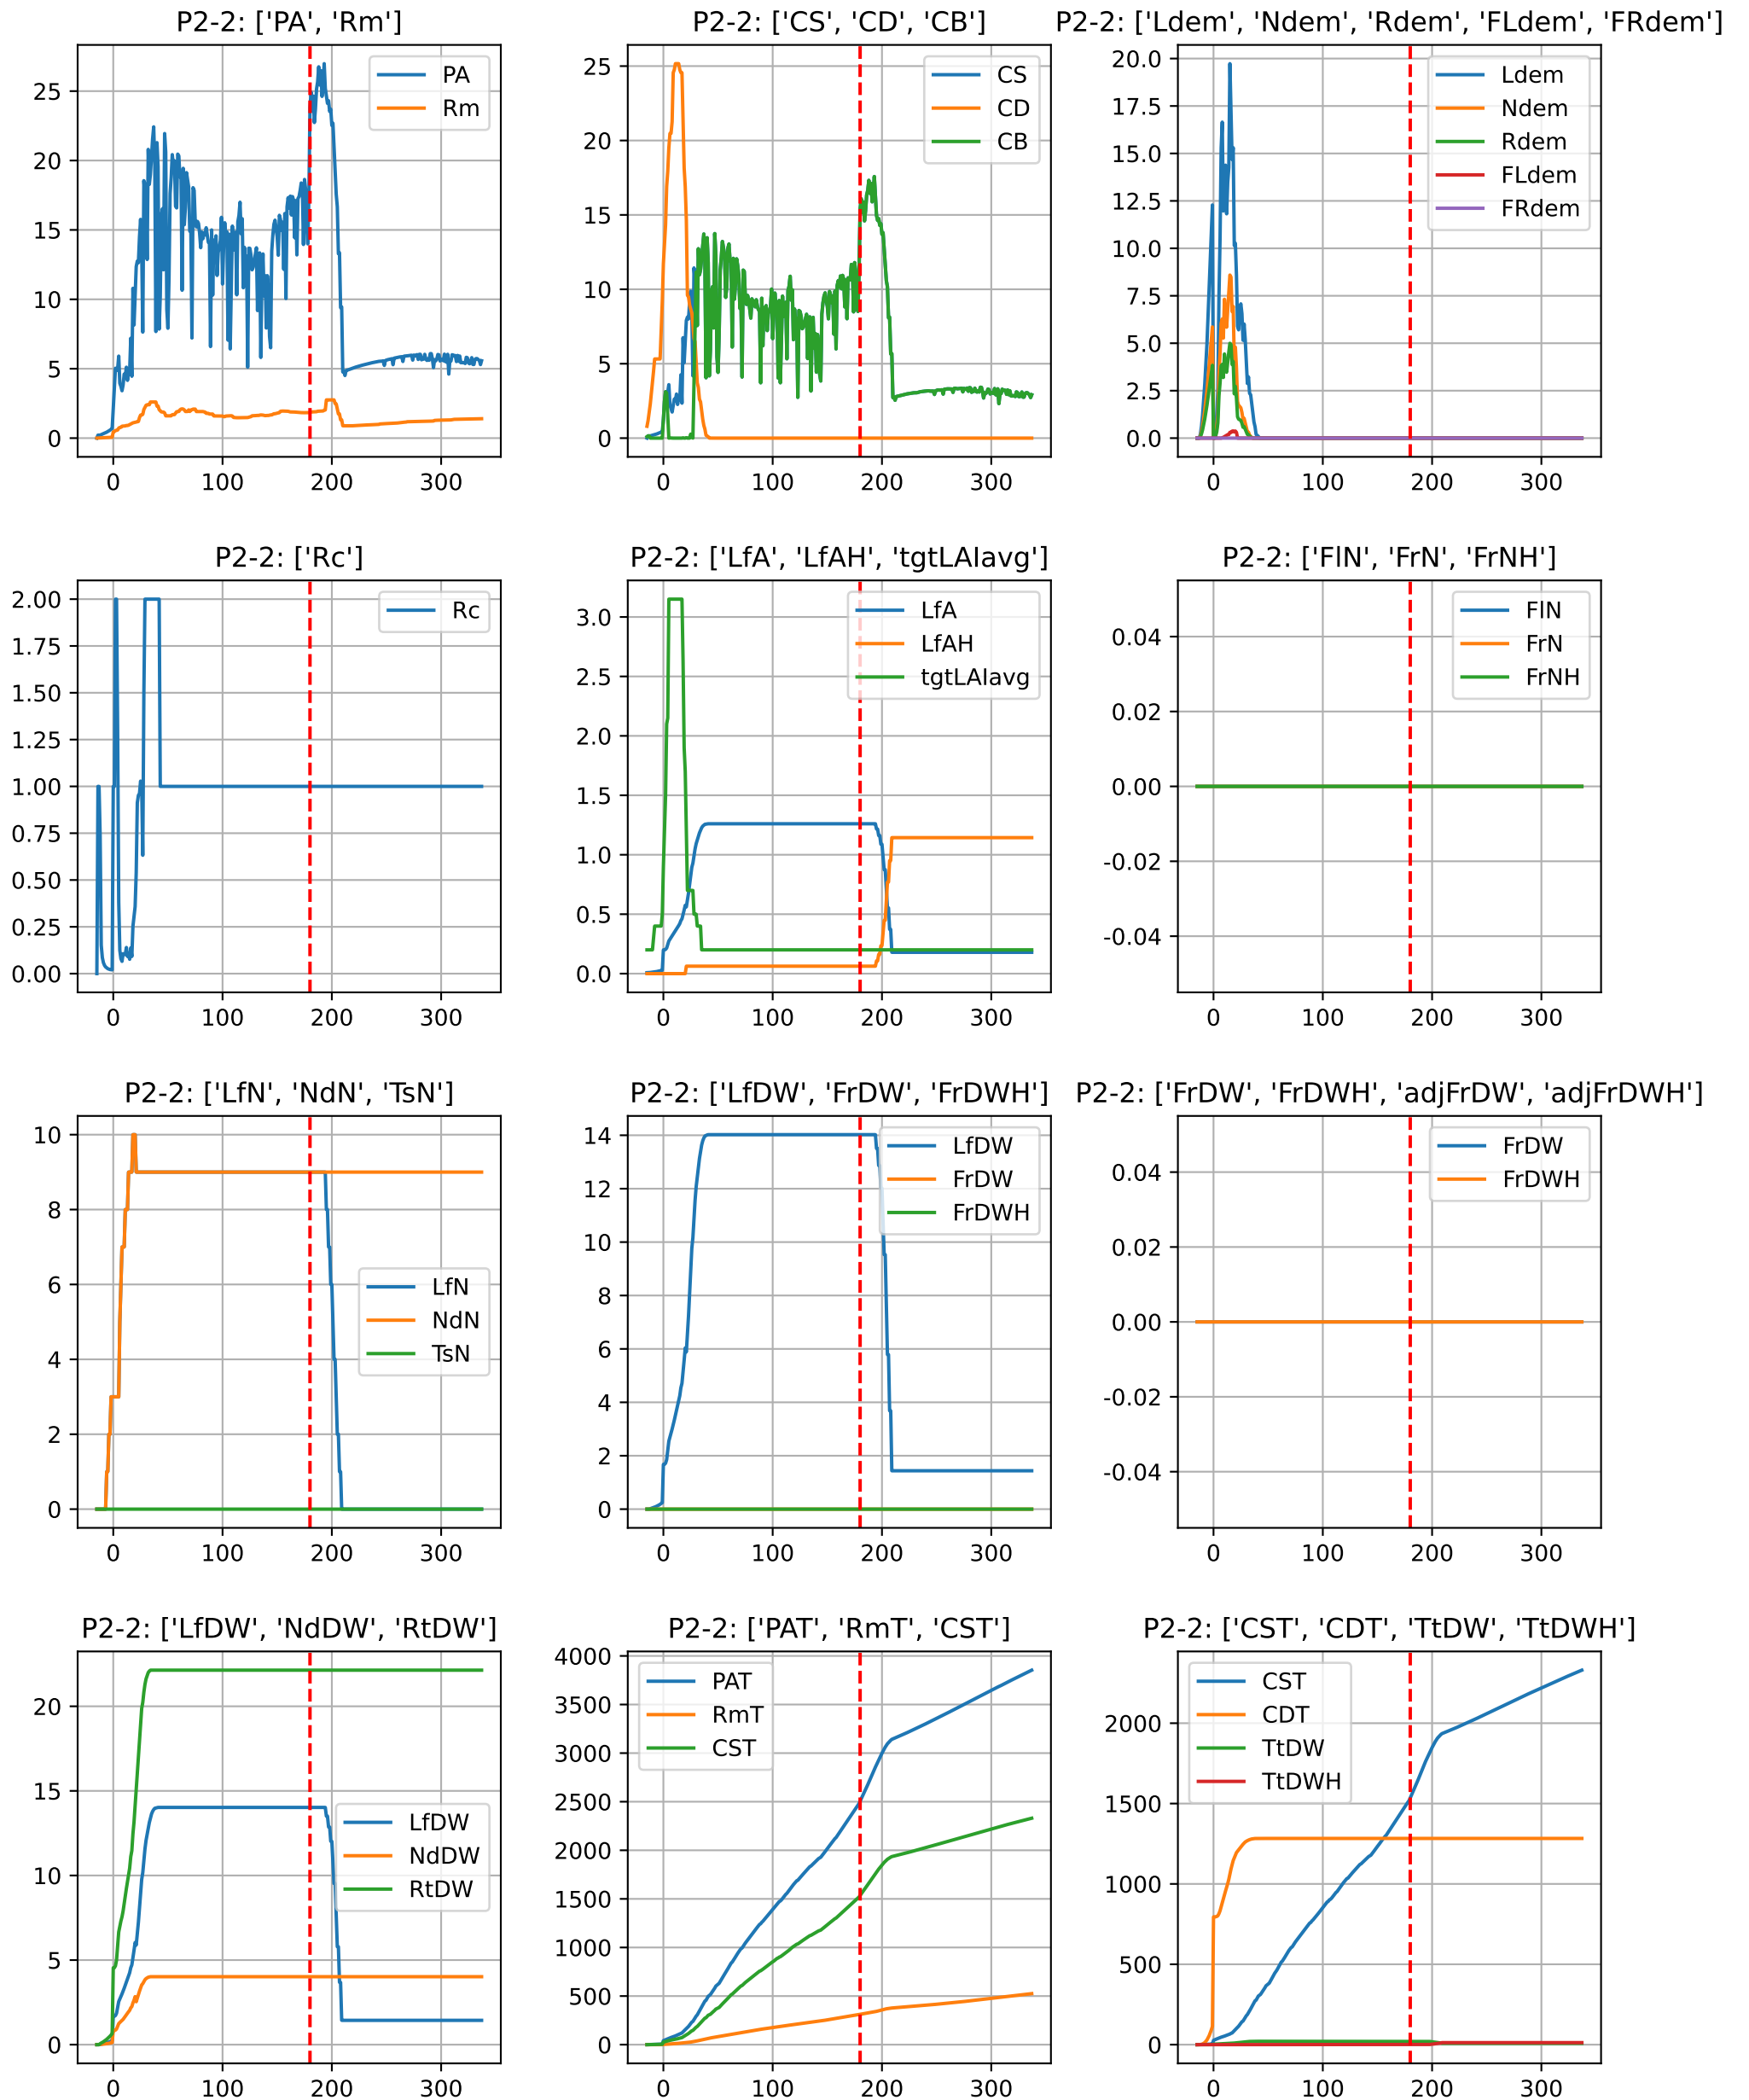 P2-2: ['PA', 'Rm']
25
20
15
10
5
0
PA
Rm
0 100 200 300
P2-2: ['CS', 'CD', 'CB']
25
20
15
10
5
0
CS
CD
CB
0 100 200 300
P2-2: ['Ldem', 'Ndem', 'Rdem', 'FLdem', 'FRdem']
20.0
17.5
15.0
12.5
10.0
7.5
5.0
2.5
0.0
Ldem
Ndem
Rdem
FLdem
FRdem
0 100 200 300
P2-2: ['Rc']
2.00
1.75
1.50
1.25
1.00
0.75
0.50
0.25
0.00
Rc
0 100 200 300
P2-2: ['LfA', 'LfAH', 'tgtLAIavg']
3.0
2.5
2.0
1.5
1.0
0.5
0.0
LfA
LfAH
tgtLAIavg
0 100 200 300
P2-2: ['FlN', 'FrN', 'FrNH']
0.04
0.02
0.00
-0.02
-0.04
FlN
FrN
FrNH
0 100 200 300
P2-2: ['LfN', 'NdN', 'TsN']
10
8
6
4
2
0
LfN
NdN
TsN
0 100 200 300
P2-2: ['LfDW', 'FrDW', 'FrDWH']
14
12
10
8
6
4
2
0
LfDW
FrDW
FrDWH
0 100 200 300
P2-2: ['FrDW', 'FrDWH', 'adjFrDW', 'adjFrDWH']
0.04
0.02
0.00
-0.02
-0.04
FrDW
FrDWH
0 100 200 300
P2-2: ['LfDW', 'NdDW', 'RtDW']
20
15
10
5
0
LfDW
NdDW
RtDW
0 100 200 300
P2-2: ['PAT', 'RmT', 'CST']
4000
3500
3000
2500
2000
1500
1000
500
0
PAT
RmT
CST
0 100 200 300
P2-2: ['CST', 'CDT', 'TtDW', 'TtDWH']
2000
1500
1000
500
0
CST
CDT
TtDW
TtDWH
0 100 200 300